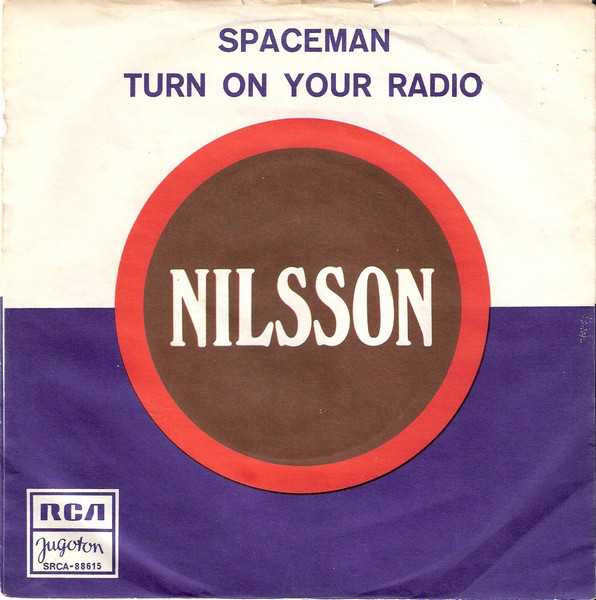 SPACEMAN
TURN ON YOUR RADIO
NILSSON
RCA
Jugoton
SRCA-88615